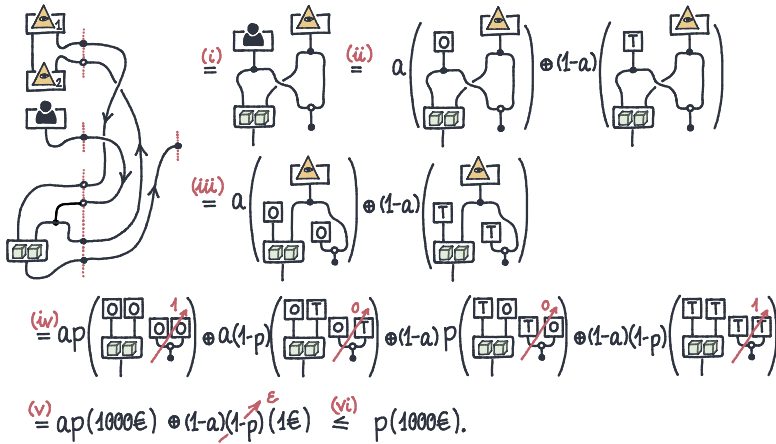 1
2
(i) = (ii) = a ( O ) ⊕ (1-a) ( T )
(iii) = a ( O O ) ⊕ (1-a) ( T T )
(iv) = ap ( O O O O 1 ) ⊕ a(1-p) ( O T O T 0 ) ⊕ (1-a) p ( T O T O 0 ) ⊕ (1-a)(1-p) ( T T T T 1 )
(v) = ap (1000€) ⊕ (1-a)(1-p) ε (1€) (vi) ≤ p (1000€).